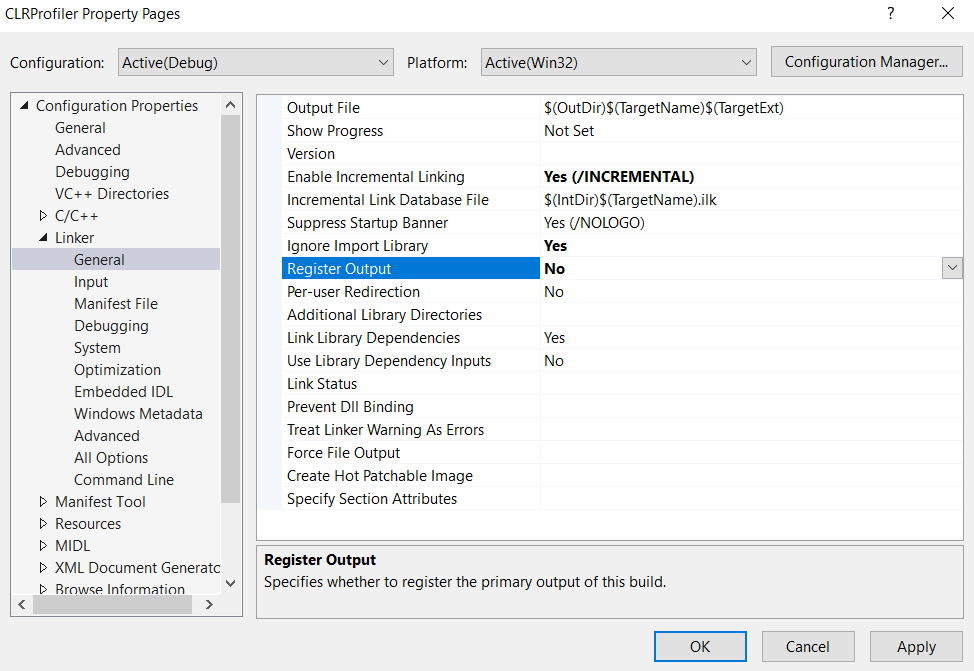 CLRProfiler Property Pages
?
Configuration: Active(Debug) Platform: Active(Win32) Configuration Manager...
Configuration Properties
General
Advanced
Debugging
VC++ Directories
C/C++
Linker
General
Input
Manifest File
Debugging
System
Optimization
Embedded IDL
Windows Metadata
Advanced
All Options
Command Line
Manifest Tool
Resources
MIDL
XML Document Generato
Browse Information
Output File $(OutDir)$(TargetName)$(TargetExt)
Show Progress Not Set
Version
Enable Incremental Linking Yes (/INCREMENTAL)
Incremental Link Database File $(IntDir)$(TargetName).ilk
Suppress Startup Banner Yes (/NOLOGO)
Ignore Import Library Yes
Register Output No
Per-user Redirection No
Additional Library Directories
Link Library Dependencies Yes
Use Library Dependency Inputs No
Link Status
Prevent Dll Binding
Treat Linker Warning As Errors
Force File Output
Create Hot Patchable Image
Specify Section Attributes
Register Output
Specifies whether to register the primary output of this build.
OK Cancel Apply